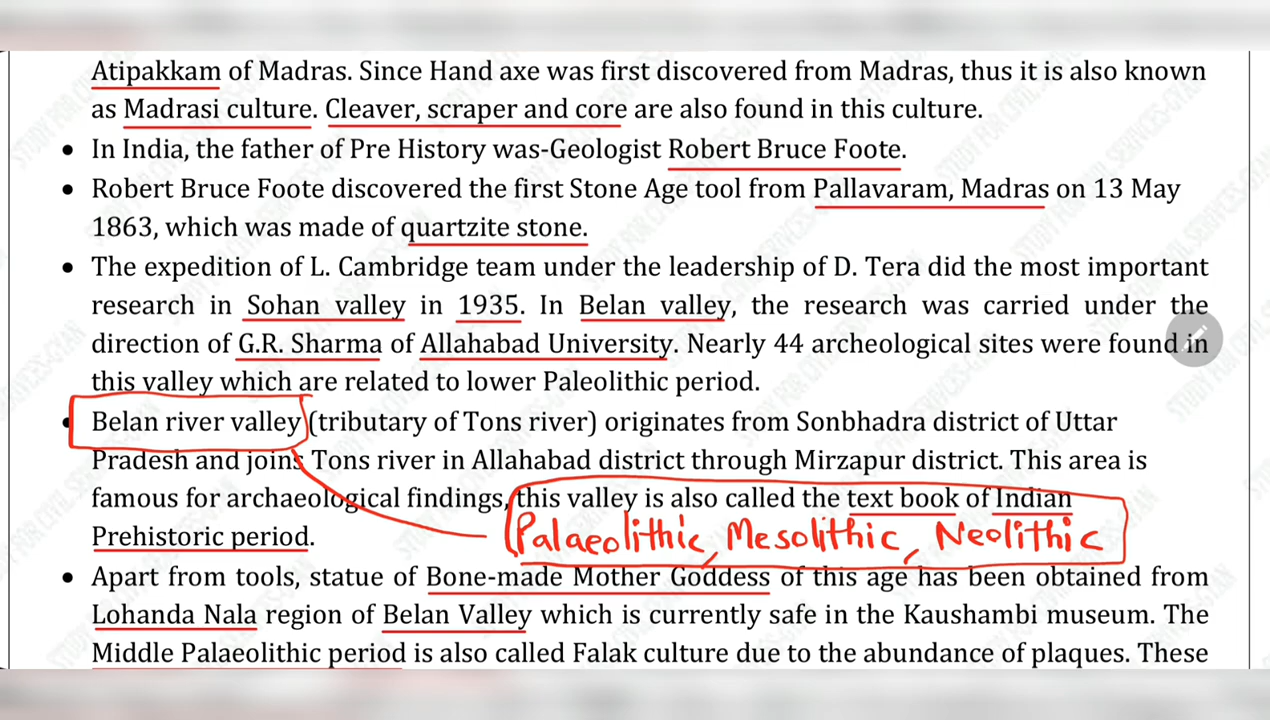 Atipakkam of Madras. Since Hand axe was first discovered from Madras, thus it is also known
as Madrasi culture. Cleaver, scraper and core are also found in this culture.
• In India, the father of Pre History was-Geologist Robert Bruce Foote.
• Robert Bruce Foote discovered the first Stone Age tool from Pallavaram, Madras on 13 May
1863, which was made of quartzite stone.
• The expedition of L. Cambridge team under the leadership of D. Tera did the most important
research in Sohan valley in 1935. In Belan valley, the research was carried under the
direction of G.R. Sharma of Allahabad University. Nearly 44 archeological sites were found in
this valley which are related to lower Paleolithic period.
• Belan river valley (tributary of Tons river) originates from Sonbhadra district of Uttar
Pradesh and joins Tons river in Allahabad district through Mirzapur district. This area is
famous for archaeological findings, this valley is also called the text book of Indian
Prehistoric period.
Palaeolithic, Mesolithic, Neolithic
• Apart from tools, statue of Bone-made Mother Goddess of this age has been obtained from
Lohanda Nala region of Belan Valley which is currently safe in the Kaushambi museum. The
Middle Palaeolithic period is also called Falak culture due to the abundance of plaques. These